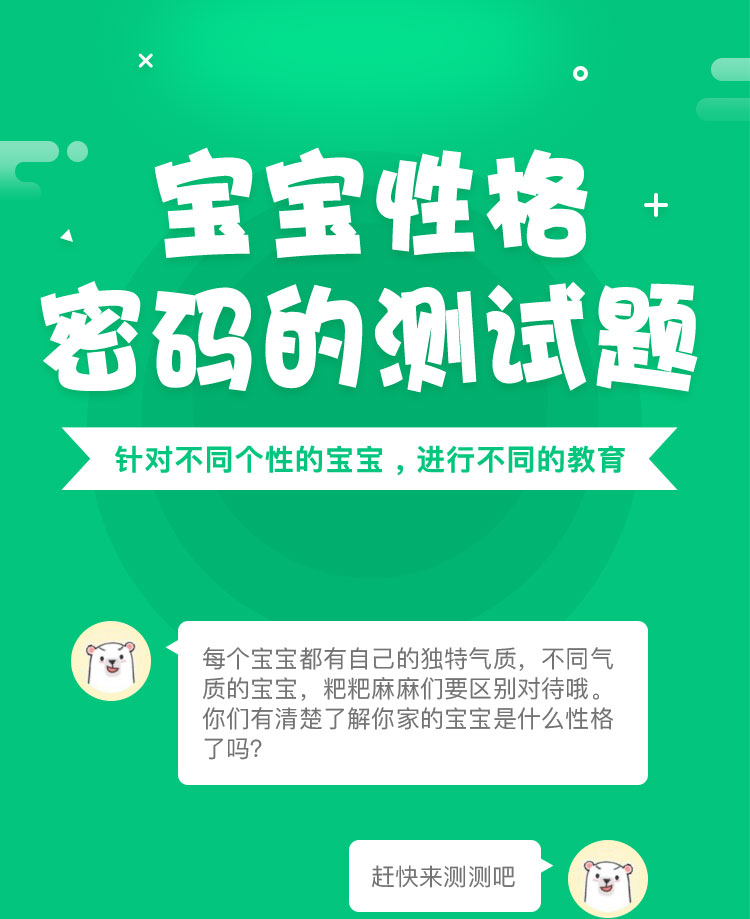 宝宝性格
密码的测试题
针对不同个性的宝宝，进行不同的教育
每个宝宝都有自己的独特气质，不同气
质的宝宝，粑粑麻麻们要区别对待哦。
你们有清楚了解你家的宝宝是什么性格
了吗？
赶快来测测吧